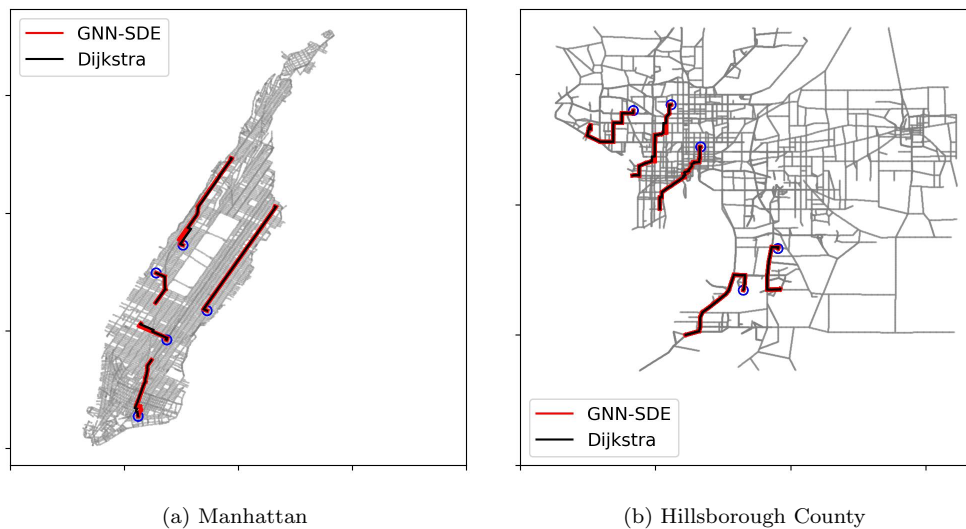 GNN-SDE
Dijkstra
GNN-SDE
Dijkstra
(a) Manhattan
(b) Hillsborough County